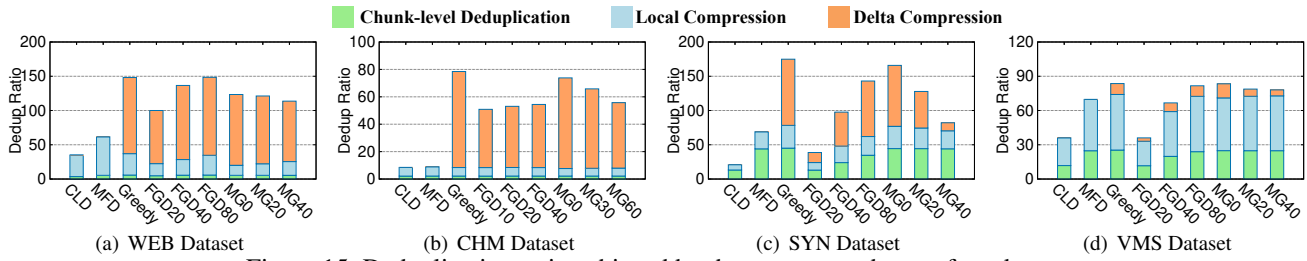 Chunk-level Deduplication Local Compression Delta Compression
Dedup Ratio
200
150
100
50
0
CLD MFD Greedy FGD20 FGD40 FGD80 MG0 MG20 MG40
(a) WEB Dataset
Dedup Ratio
100
80
60
40
20
0
CLD MFD Greedy FGD10 FGD20 FGD40 MG0 MG30 MG60
(b) CHM Dataset
Dedup Ratio
200
150
100
50
0
CLD MFD Greedy FGD20 FGD40 FGD80 MG0 MG20 MG40
(c) SYN Dataset
Dedup Ratio
120
90
60
30
0
CLD MFD Greedy FGD20 FGD40 FGD80 MG0 MG20 MG40
(d) VMS Dataset